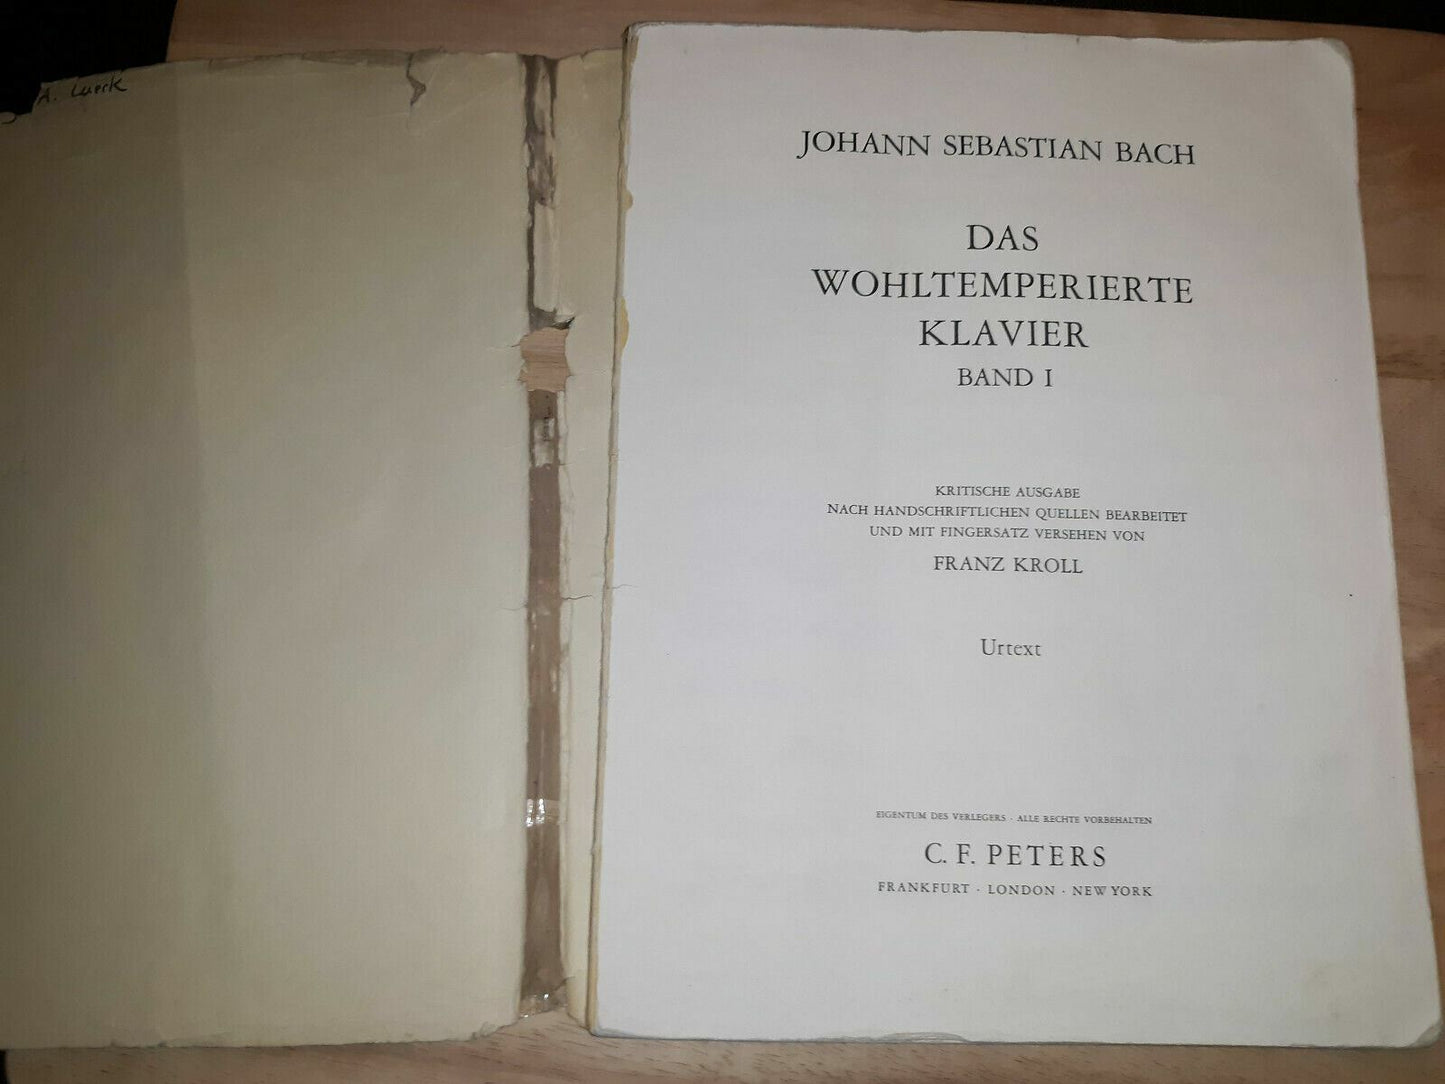 A. Lueck
JOHANN SEBASTIAN BACH
DAS
WOHLTEMPERIERTE
KLAVIER
BAND I
KRITISCHE AUSGABE
NACH HANDSCHRIFTLICHEN QUELLEN BEARBEITET
UND MIT FINGERSATZ VERSEHEN VON
FRANZ KROLL
Urtext
EIGENTUM DES VERLEGERS · ALLE RECHTE VORBEHALTEN
C. F. PETERS
FRANKFURT · LONDON · NEW YORK